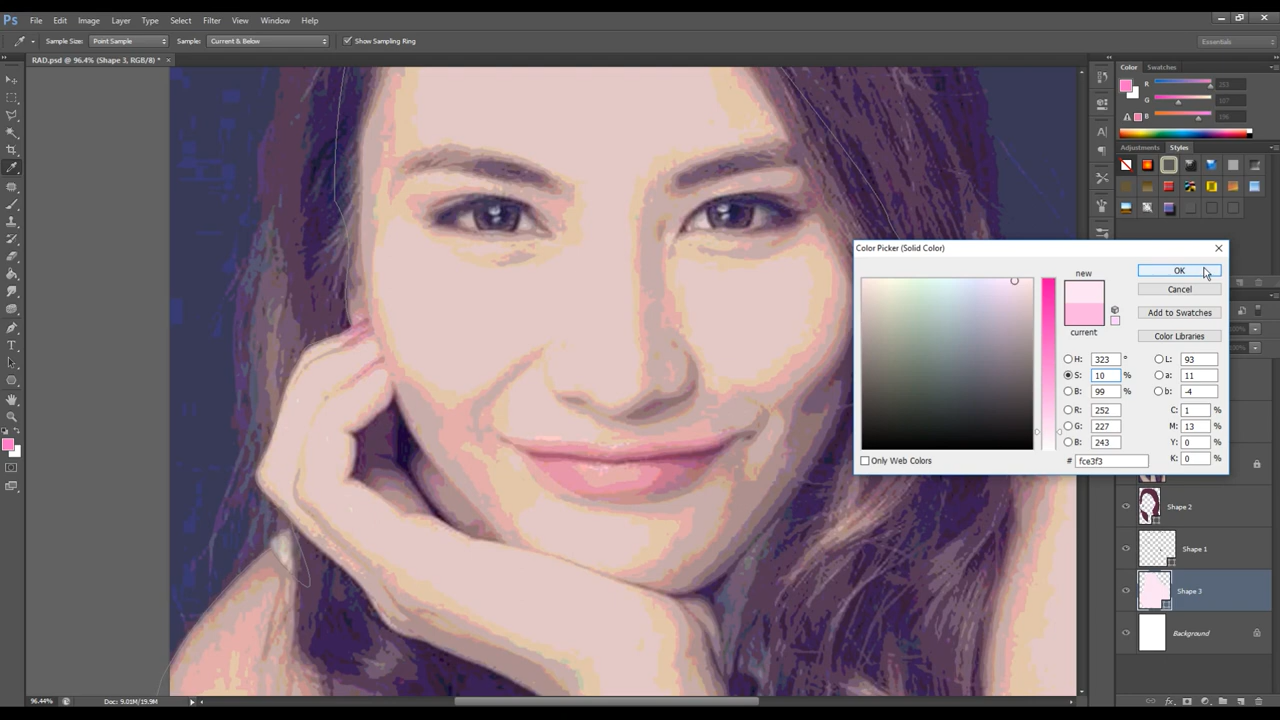 Ps File Edit Image Layer Type Select Filter View Window Help
Sample Size: Point Sample Sample: Current & Below Show Sampling Ring Essentials
RAD.psd @ 96.4% (Shape 3, RGB/8) * ×
Color Swatches
R 253
G
B
Adjustments Styles
Color Picker (Solid Color)
new
OK
Cancel
Add to Swatches
current
Color Libraries
H: 323 ° L: 93
S: 10 % a: 11
B: 99 % b: -4
R: 252 C: 1 %
G: 227 M: 13 %
B: 243 Y: 0 %
Only Web Colors # fce3f3 K: 0 %
Shape 2
Shape 1
Shape 3
Background
96.44% Doc: 9.01M/19.9M